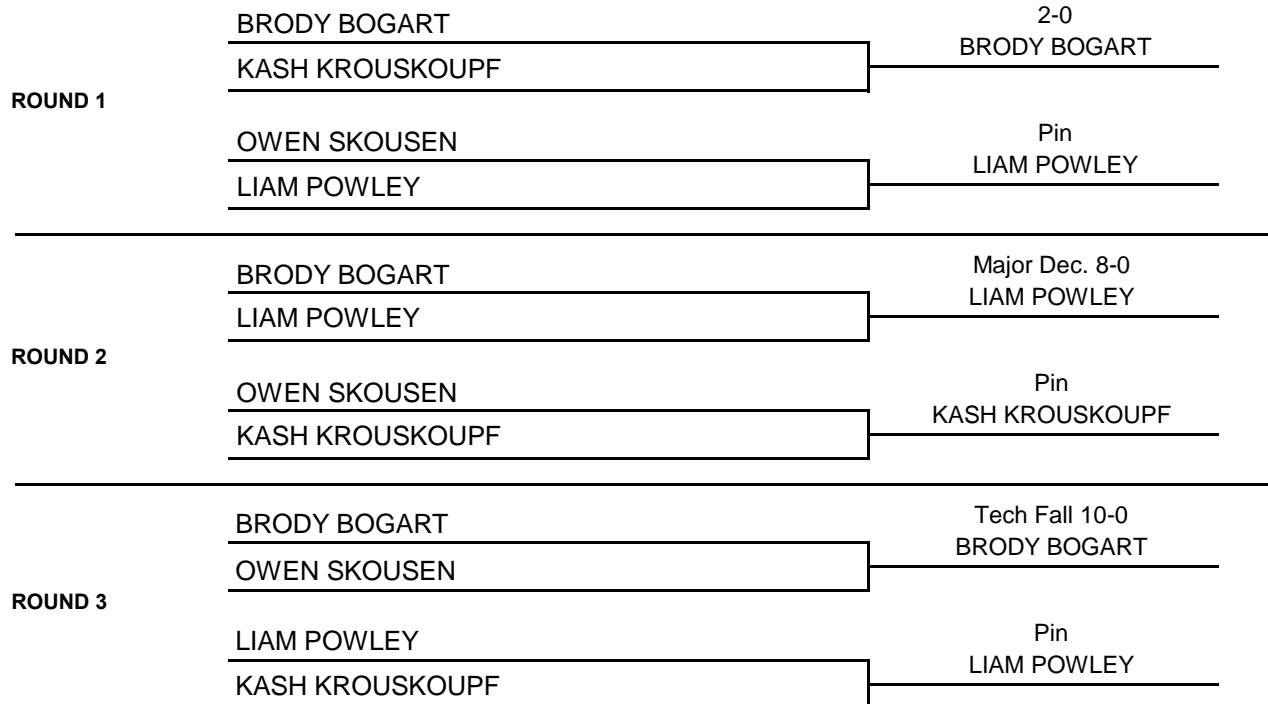 BRODY BOGART
2-0
BRODY BOGART
KASH KROUSKOUPF
ROUND 1
OWEN SKOUSEN
Pin
LIAM POWLEY
LIAM POWLEY
BRODY BOGART
Major Dec. 8-0
LIAM POWLEY
LIAM POWLEY
ROUND 2
OWEN SKOUSEN
Pin
KASH KROUSKOUPF
KASH KROUSKOUPF
BRODY BOGART
Tech Fall 10-0
BRODY BOGART
OWEN SKOUSEN
ROUND 3
LIAM POWLEY
Pin
LIAM POWLEY
KASH KROUSKOUPF